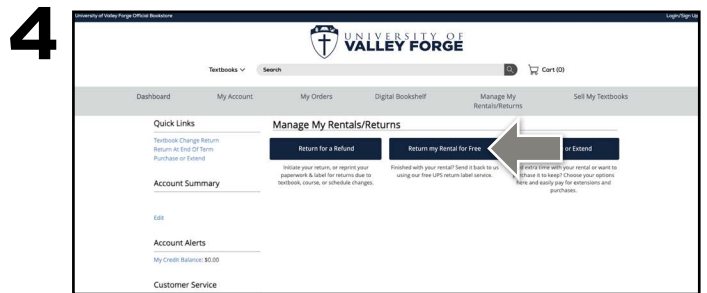 4
University of Valley Forge Official Bookstore
Login/Sign Up
UNIVERSITY OF
VALLEY FORGE
Textbooks
Search
Cart (0)
Dashboard
My Account
My Orders
Digital Bookshelf
Manage My
Rentals/Returns
Sell My Textbooks
Quick Links
Textbook Change Return
Return At End Of Term
Purchase or Extend
Account Summary
Edit
Account Alerts
My Credit Balance: $0.00
Customer Service
Manage My Rentals/Returns
Return for a Refund
Initiate your return, or reprint your
paperwork & label for returns due to
textbook, course, or schedule changes.
Return my Rental for Free
Finished with your rental? Send it back to us
using our free UPS return label service.
or Extend
extra time with your rental or want to
purchase it to keep? Choose your options
here and easily pay for extensions and
purchases.